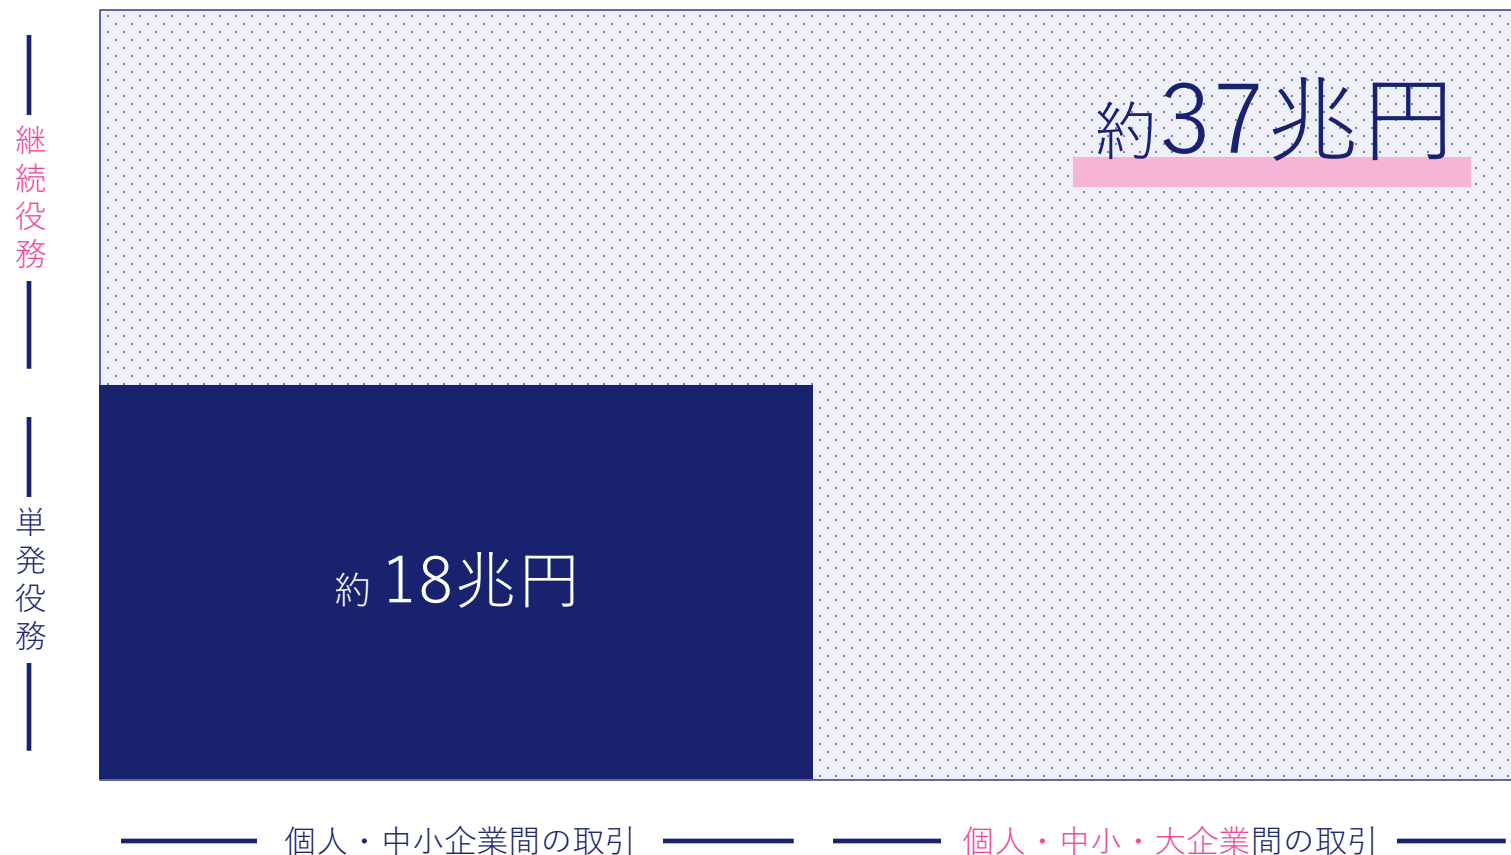 約37兆円
継続役務
単発役務
約 18兆円
個人・中小企業間の取引
個人・中小・大企業間の取引